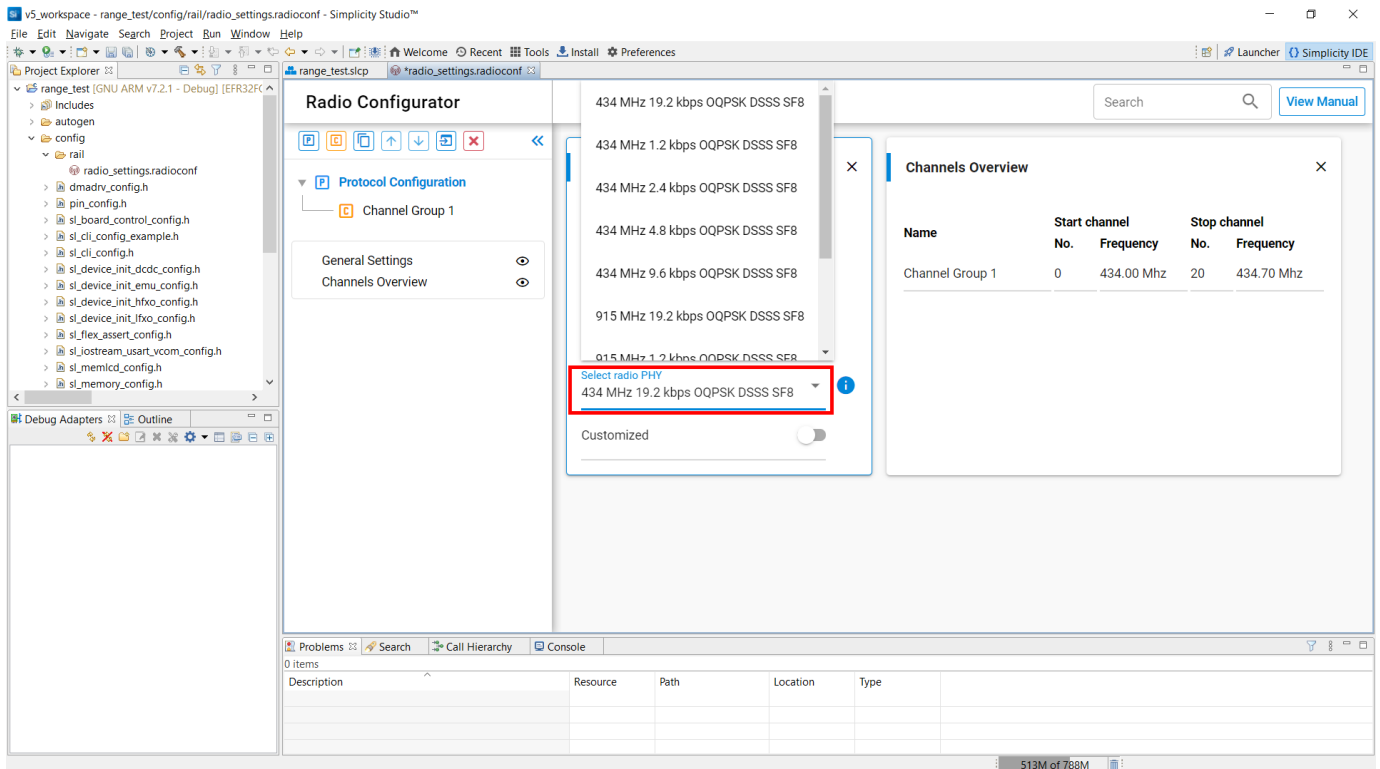 v5_workspace - range_test/config/rail/radio_settings.radioconf - Simplicity Studio™
File Edit Navigate Search Project Run Window Help
Welcome Recent Tools Install Preferences Launcher {} Simplicity IDE
Project Explorer
range_test.slcp *radio_settings.radioconf
range_test [GNU ARM v7.2.1 - Debug] [EFR32F
Includes
autogen
config
rail
radio_settings.radioconf
dmadrv_config.h
pin_config.h
sl_board_control_config.h
sl_cli_config_example.h
sl_cli_config.h
sl_device_init_dcdc_config.h
sl_device_init_emu_config.h
sl_device_init_hfxo_config.h
sl_device_init_lfxo_config.h
sl_flex_assert_config.h
sl_iostream_usart_vcom_config.h
sl_memlcd_config.h
sl_memory_config.h
Debug Adapters Outline
Radio Configurator
Search
View Manual
Protocol Configuration
Channel Group 1
General Settings
Channels Overview
434 MHz 19.2 kbps OQPSK DSSS SF8
434 MHz 1.2 kbps OQPSK DSSS SF8
434 MHz 2.4 kbps OQPSK DSSS SF8
434 MHz 4.8 kbps OQPSK DSSS SF8
434 MHz 9.6 kbps OQPSK DSSS SF8
915 MHz 19.2 kbps OQPSK DSSS SF8
915 MHz 1.2 kbps OQPSK DSSS SF8
Select radio PHY
434 MHz 19.2 kbps OQPSK DSSS SF8
Customized
Channels Overview
Start channel Stop channel
Name No. Frequency No. Frequency
Channel Group 1 0 434.00 Mhz 20 434.70 Mhz
Problems Search Call Hierarchy Console
0 items
Description Resource Path Location Type
513M of 788M